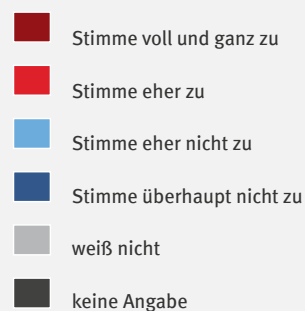 Stimme voll und ganz zu
Stimme eher zu
Stimme eher nicht zu
Stimme überhaupt nicht zu
weiß nicht
keine Angabe